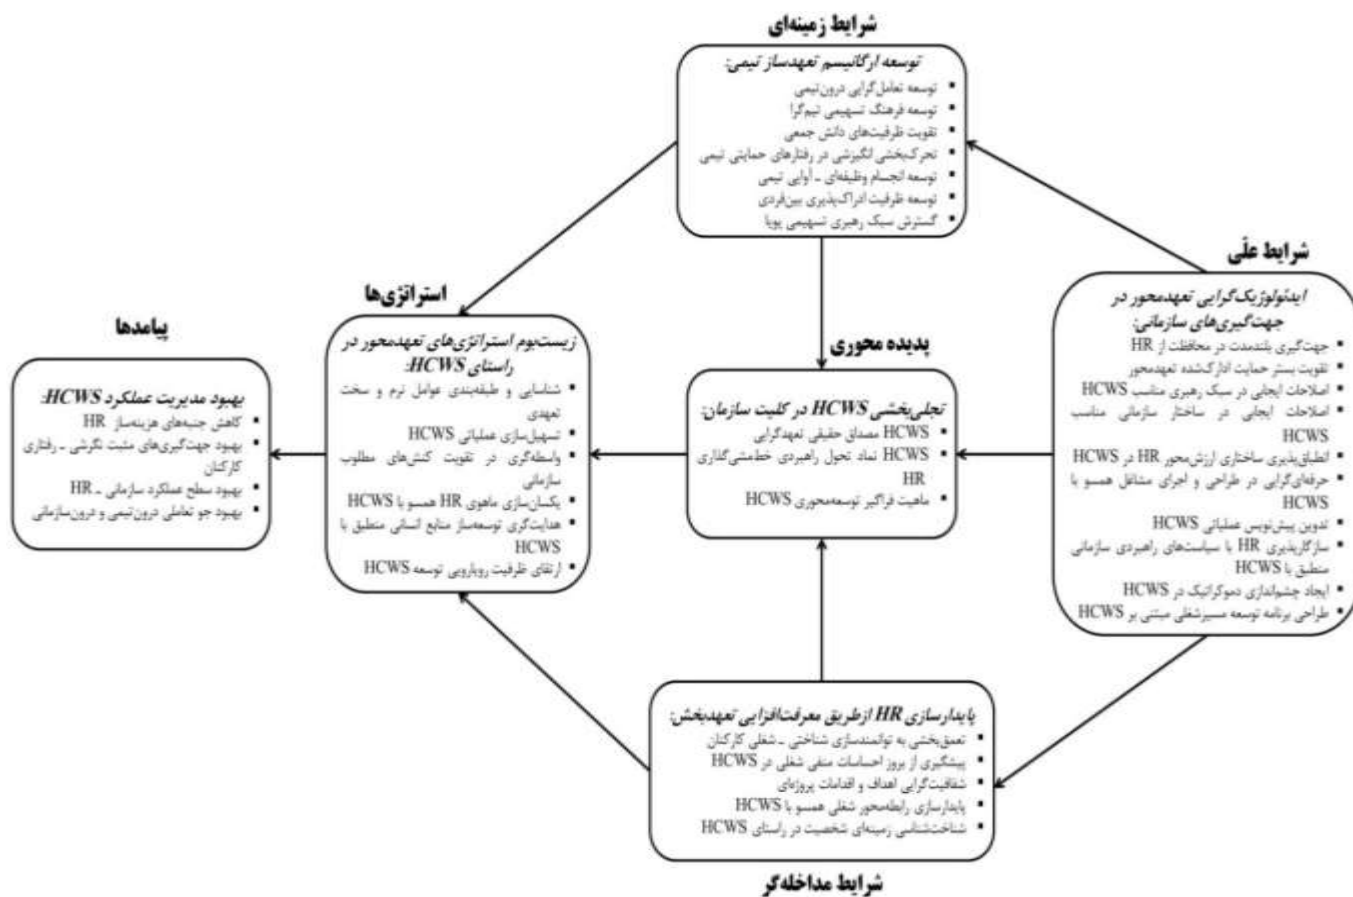 شرایط زمینه‌ای
توسعه ارگانیسم تعهدساز تیمی:
▪ توسعه تعامل‌گرایی درون‌تیمی
▪ توسعه فرهنگ تسهیمی تیم‌گرا
▪ تقویت ظرفیت‌های دانش جمعی
▪ تحرک‌بخشی انگیزشی در رفتارهای حمایتی تیمی
▪ توسعه انجسام وظیفه‌ای ـ آوایی تیمی
▪ توسعه ظرفیت ادراک‌پذیری بین‌فردی
▪ گسترش سبک رهبری تسهیمی پویا
شرایط علّی
ایدئولوژیک‌گرایی تعهدمحور در
جهت‌گیری‌های سازمانی:
▪ جهت‌گیری بلندمدت در محافظت از HR
▪ تقویت بستر حمایت ادارک‌شده تعهدمحور
▪ اصلاحات ایجابی در سبک رهبری مناسب HCWS
▪ اصلاحات ایجابی در ساختار سازمانی مناسب
HCWS
▪ انطباق‌پذیری ساختاری ارزش‌محور HR در HCWS
▪ حرفه‌ای‌گرایی در طراحی و اجرای مشاغل همسو با
HCWS
▪ تدوین پیش‌نویس عملیاتی HCWS
▪ سازگارپذیری HR با سیاست‌های راهبردی سازمانی
منطبق با HCWS
▪ ایجاد چشم‌اندازی دموکراتیک در HCWS
▪ طراحی برنامه توسعه مسیرشغلی مبتنی بر HCWS
پدیده محوری
تجلی‌بخشی HCWS در کلیت سازمان:
▪ HCWS مصداق حقیقی تعهدگرایی
▪ HCWS نماد تحول راهبردی خط‌مشی‌گذاری
HR
▪ ماهیت فراگیر توسعه‌محوری HCWS
استراتژی‌ها
زیست‌بوم استراتژی‌های تعهدمحور در
راستای HCWS:
▪ شناسایی و طبقه‌بندی عوامل نرم و سخت
تعهدی
▪ تسهیل‌سازی عملیاتی HCWS
▪ واسطه‌گری در تقویت کنش‌های مطلوب
سازمانی
▪ یکسان‌سازی ماهوی HR همسو با HCWS
▪ هدایت‌گری توسعه‌ساز منابع انسانی منطبق با
HCWS
▪ ارتقای ظرفیت رویارویی توسعه HCWS
پیامدها
بهبود مدیریت عملکرد HCWS:
▪ کاهش جنبه‌های هزینه‌ساز HR
▪ بهبود جهت‌گیری‌های مثبت نگرشی ـ رفتاری
کارکنان
▪ بهبود سطح عملکرد سازمانی ـ HR
▪ بهبود جو تعاملی درون‌تیمی و درون‌سازمانی
پایدارسازی HR ازطریق معرفت‌افزایی تعهدبخش:
▪ تعمق‌بخشی به توانمندسازی شناختی ـ شغلی کارکنان
▪ پیشگیری از بروز احساسات منفی شغلی در HCWS
▪ شفافیت‌گرایی اهداف و اقدامات پروژه‌ای
▪ پایدارسازی رابطه‌محور شغلی همسو با HCWS
▪ شناخت‌شناسی زمینه‌ای شخصیت در راستای HCWS
شرایط مداخله‌گر